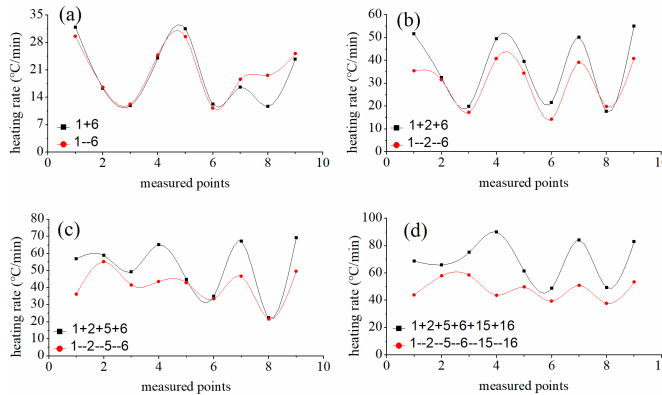 (a)
heating rate (℃/min)
35
28
21
14
7
0
1+6
1--6
0 2 4 6 8 10
measured points
(b)
heating rate (℃/min)
60
50
40
30
20
10
0
1+2+6
1--2--6
0 2 4 6 8 10
measured points
(c)
heating rate (℃/min)
80
70
60
50
40
30
20
10
0
1+2+5+6
1--2--5--6
0 2 4 6 8 10
measured points
(d)
heating rate (℃/min)
100
80
60
40
20
0
1+2+5+6+15+16
1--2--5--6--15--16
0 2 4 6 8 10
measured points